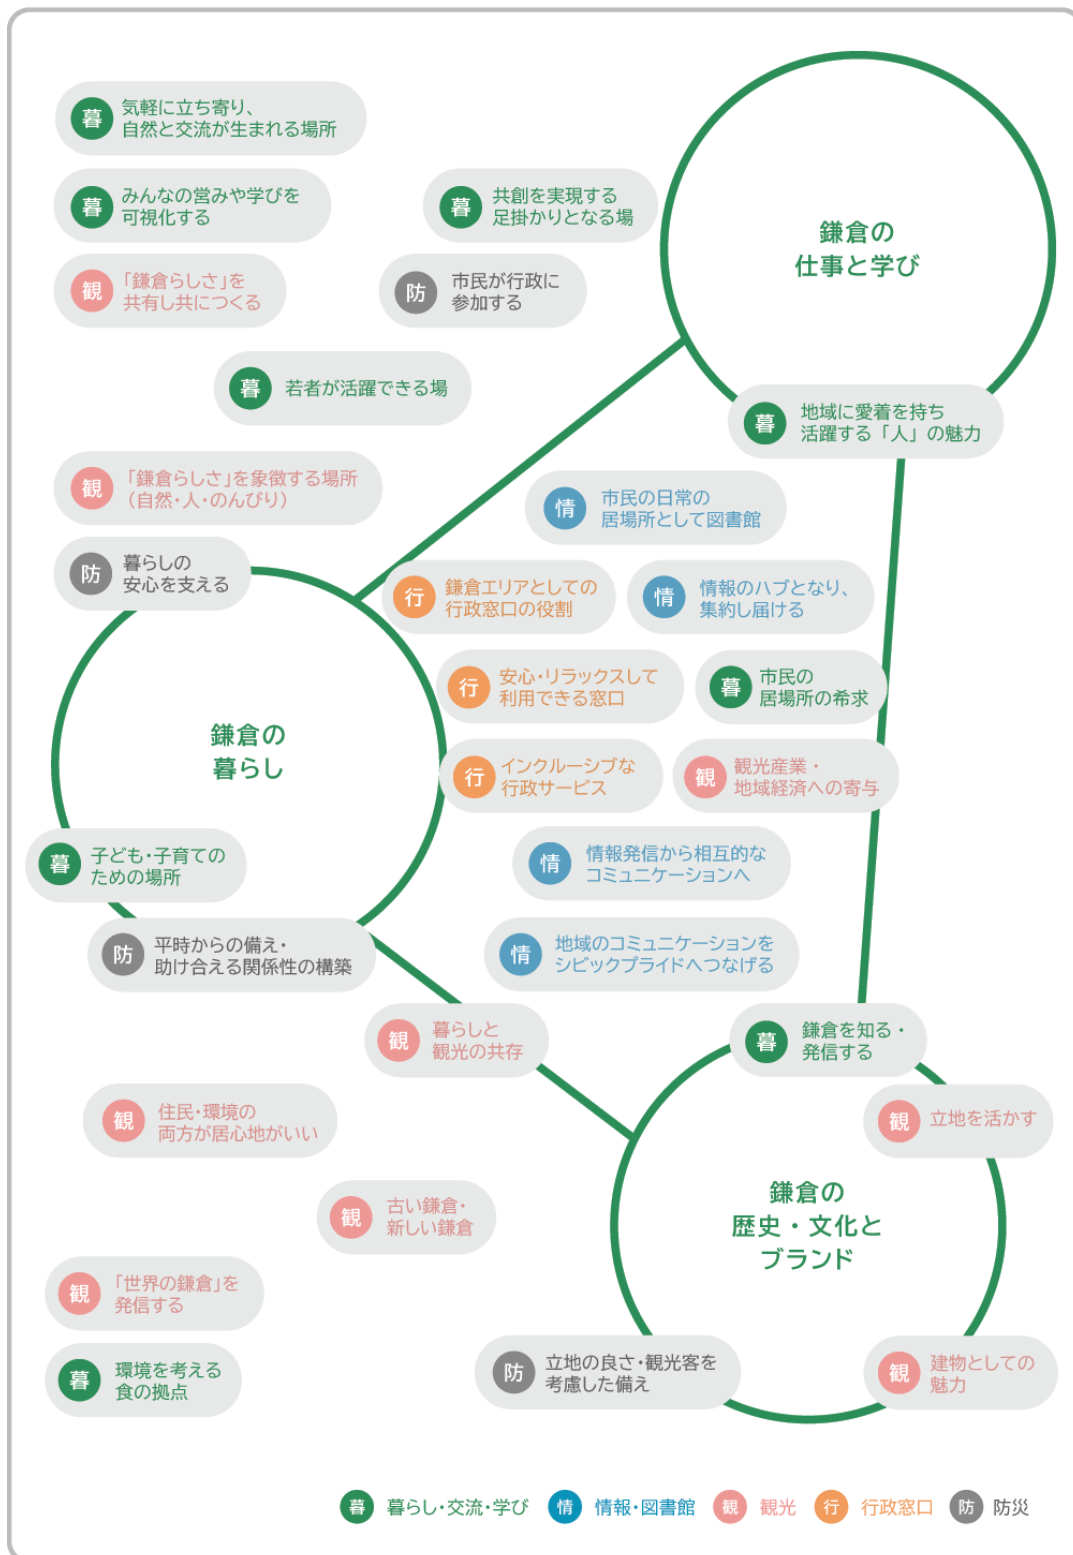 暮 気軽に立ち寄り、
自然と交流が生まれる場所
暮 みんなの営みや学びを
可視化する
暮 共創を実現する
足掛かりとなる場
鎌倉の
仕事と学び
観 「鎌倉らしさ」を
共有し共につくる
防 市民が行政に
参加する
暮 若者が活躍できる場
暮 地域に愛着を持ち
活躍する「人」の魅力
観 「鎌倉らしさ」を象徴する場所
（自然・人・のんびり）
情 市民の日常の
居場所として図書館
防 暮らしの
安心を支える
行 鎌倉エリアとしての
行政窓口の役割
情 情報のハブとなり、
集約し届ける
行 安心・リラックスして
利用できる窓口
暮 市民の
居場所の希求
鎌倉の
暮らし
行 インクルーシブな
行政サービス
観 観光産業・
地域経済への寄与
暮 子ども・子育ての
ための場所
情 情報発信から相互的な
コミュニケーションへ
防 平時からの備え・
助け合える関係性の構築
情 地域のコミュニケーションを
シビックプライドへつなげる
観 暮らしと
観光の共存
暮 鎌倉を知る・
発信する
観 住民・環境の
両方が居心地がいい
観 立地を活かす
観 古い鎌倉・
新しい鎌倉
鎌倉の
歴史・文化と
ブランド
観 「世界の鎌倉」を
発信する
暮 環境を考える
食の拠点
防 立地の良さ・観光客を
考慮した備え
観 建物としての
魅力
暮 暮らし・交流・学び 情 情報・図書館 観 観光 行 行政窓口 防 防災